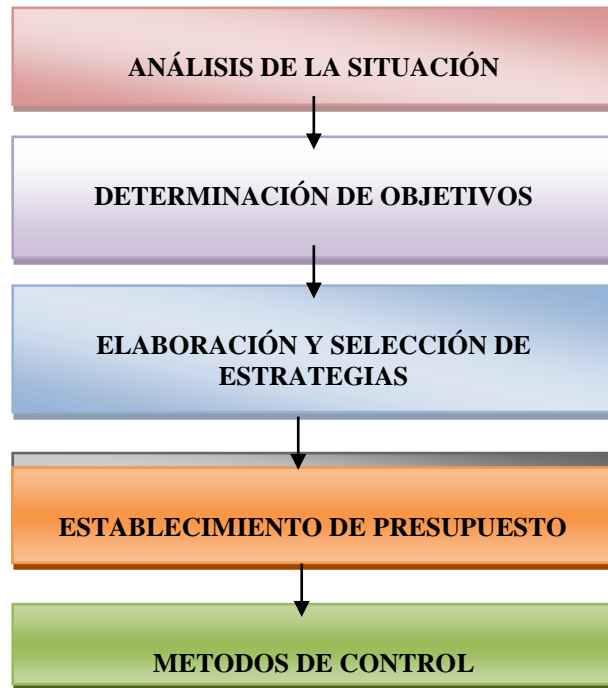 ANÁLISIS DE LA SITUACIÓN
DETERMINACIÓN DE OBJETIVOS
ELABORACIÓN Y SELECCIÓN DE
ESTRATEGIAS
ESTABLECIMIENTO DE PRESUPUESTO
METODOS DE CONTROL